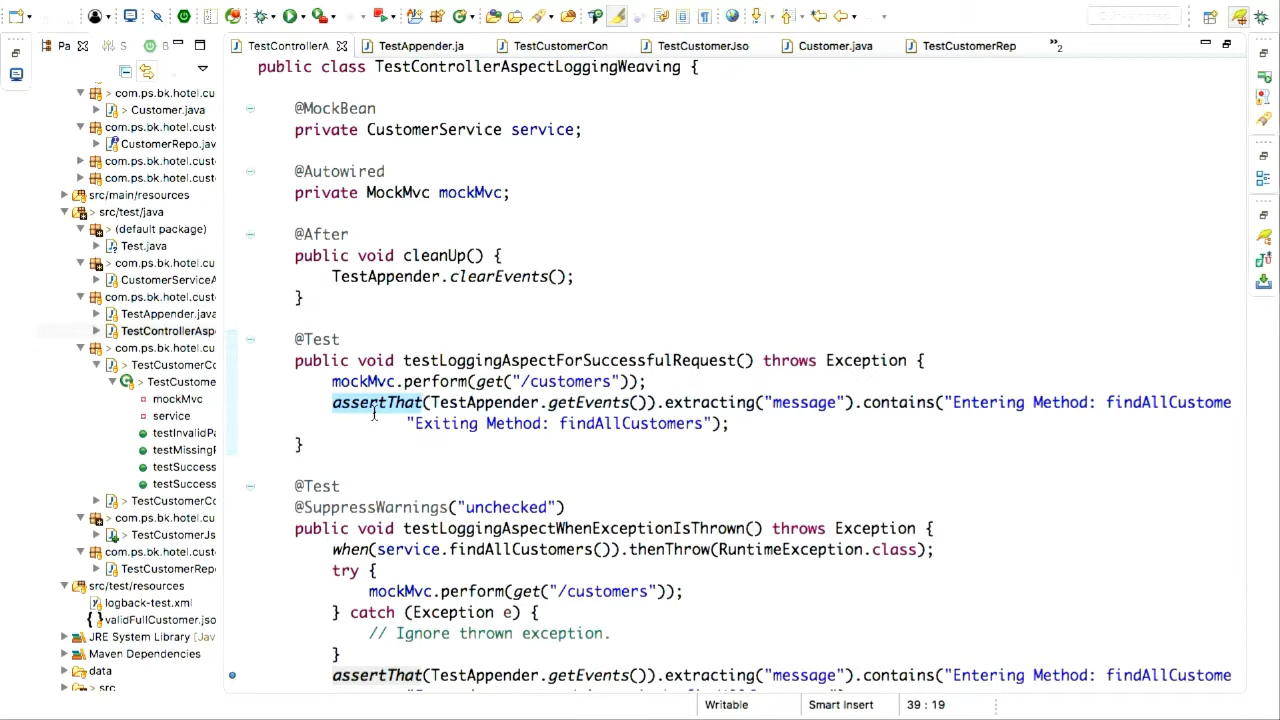 Pa
S
B
TestControllerA
TestAppender.ja
TestCustomerCon
TestCustomerJso
Customer.java
TestCustomerRep
»2
com.ps.bk.hotel.cu
> Customer.java
com.ps.bk.hotel.cust
CustomerRepo.jav
com.ps.bk.hotel.cust
com.ps.bk.hotel.cust
src/main/resources
> src/test/java
> (default package)
Test.java
> com.ps.bk.hotel.cu
CustomerServiceA
com.ps.bk.hotel.cust
TestAppender.java
TestControllerAsp
> com.ps.bk.hotel.cu
> TestCustomerCo
TestCustome
mockMvc
service
testInvalidPa
testMissingF
testSucces
testSucces
> TestCustomerCo
> com.ps.bk.hotel.cu
> TestCustomerJs
com.ps.bk.hotel.cust
TestCustomerRep
src/test/resources
logback-test.xml
validFullCustomer.jso
JRE System Library [Jav
Maven Dependencies
> data
> src
public class TestControllerAspectLoggingWeaving {
@MockBean
private CustomerService service;
@Autowired
private MockMvc mockMvc;
@After
public void cleanUp() {
TestAppender.clearEvents();
}
@Test
public void testLoggingAspectForSuccessfulRequest() throws Exception {
mockMvc.perform(get("/customers"));
assertThat(TestAppender.getEvents()).extracting("message").contains("Entering Method: findAllCustome
"Exiting Method: findAllCustomers");
}
@Test
@SuppressWarnings("unchecked")
public void testLoggingAspectWhenExceptionIsThrown() throws Exception {
when(service.findAllCustomers()).thenThrow(RuntimeException.class);
try {
mockMvc.perform(get("/customers"));
} catch (Exception e) {
// Ignore thrown exception.
}
assertThat(TestAppender.getEvents()).extracting("message").contains("Entering Method: findAllCustome
Writable
Smart Insert
39 : 19